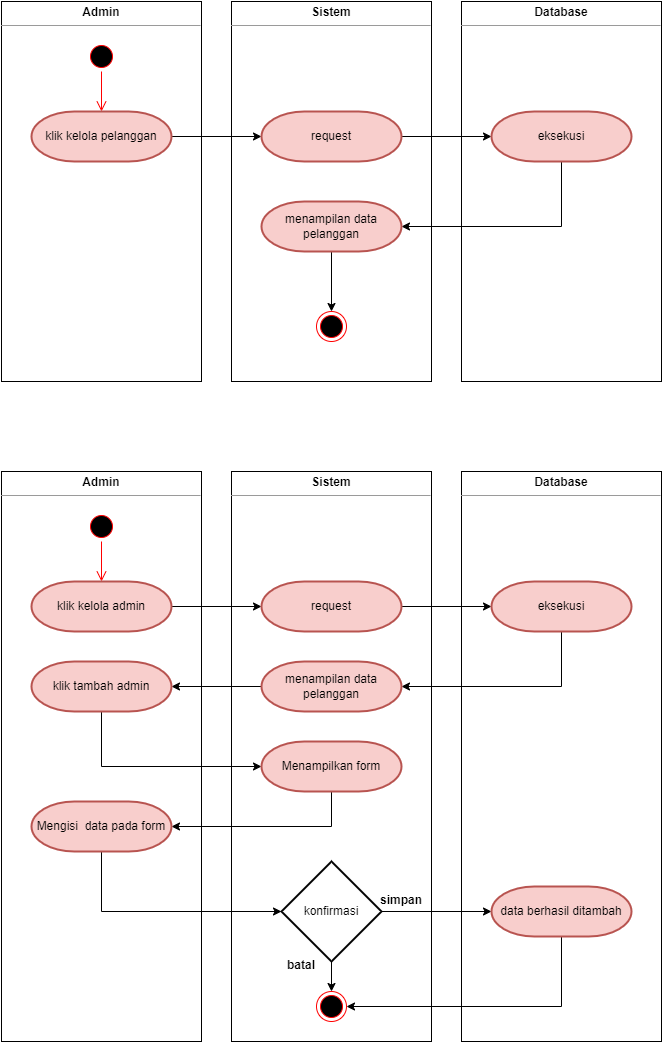 Admin
Sistem
Database
klik kelola pelanggan
request
eksekusi
menampilan data
pelanggan
Admin
Sistem
Database
klik kelola admin
request
eksekusi
klik tambah admin
menampilan data
pelanggan
Menampilkan form
Mengisi  data pada form
konfirmasi
simpan
data berhasil ditambah
batal